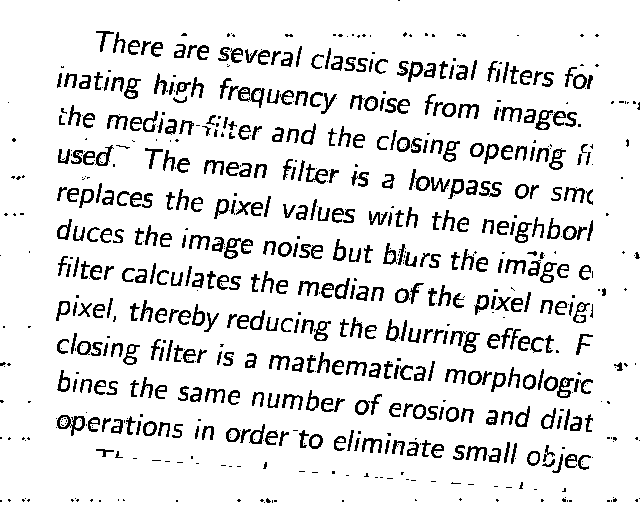 There are several classic spatial filters for
inating high frequency noise from images.
the median filter and the closing opening fi
used. The mean filter is a lowpass or smo
replaces the pixel values with the neighborh
duces the image noise but blurs the image e
filter calculates the median of the pixel neig
pixel, thereby reducing the blurring effect. F
closing filter is a mathematical morphologic
bines the same number of erosion and dilat
operations in order to eliminate small objec